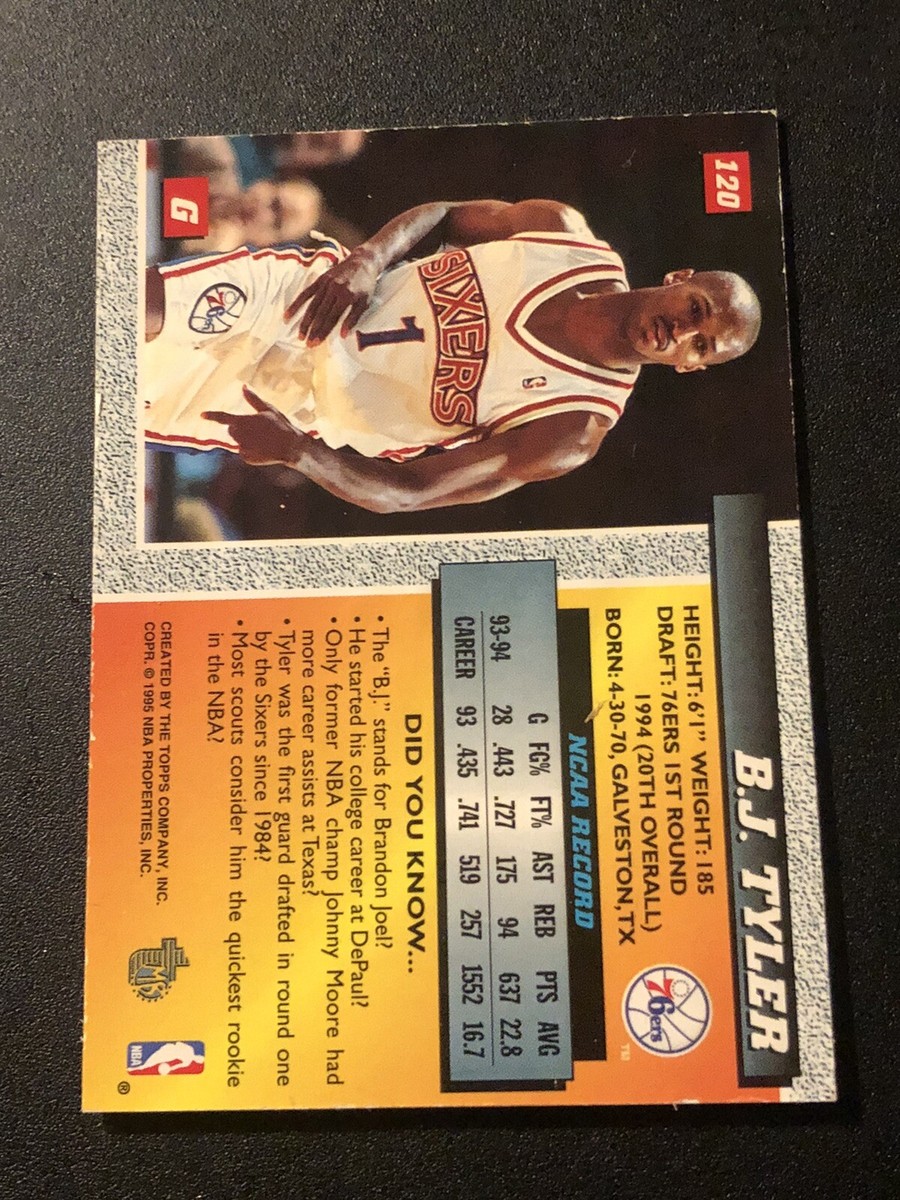 120
SIXERS
1
76ers
G
B.J. TYLER
HEIGHT: 6'1" WEIGHT: 185
DRAFT: 76ERS 1ST ROUND
1994 (20TH OVERALL)
BORN: 4-30-70, GALVESTON, TX
76ers
TM
NCAA RECORD
G FG% FT% AST REB PTS AVG
93-94 28 .443 .727 175 94 637 22.8
CAREER 93 .435 .741 519 257 1552 16.7
DID YOU KNOW...
• The "B.J." stands for Brandon Joel?
• He started his college career at DePaul?
• Only former NBA champ Johnny Moore had
more career assists at Texas?
• Tyler was the first guard drafted in round one
by the Sixers since 1984?
• Most scouts consider him the quickest rookie
in the NBA?
CREATED BY THE TOPPS COMPANY, INC.
COPR. © 1995 NBA PROPERTIES, INC.
NBA
®